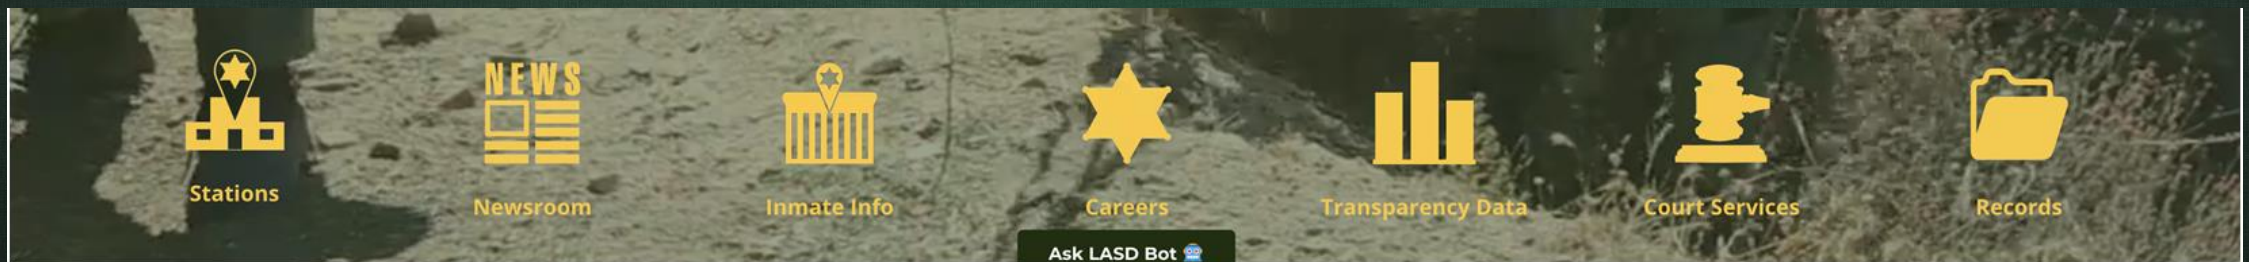 NEWS
Stations
Newsroom
Inmate Info
Careers
Transparency Data
Court Services
Records
Ask LASD Bot